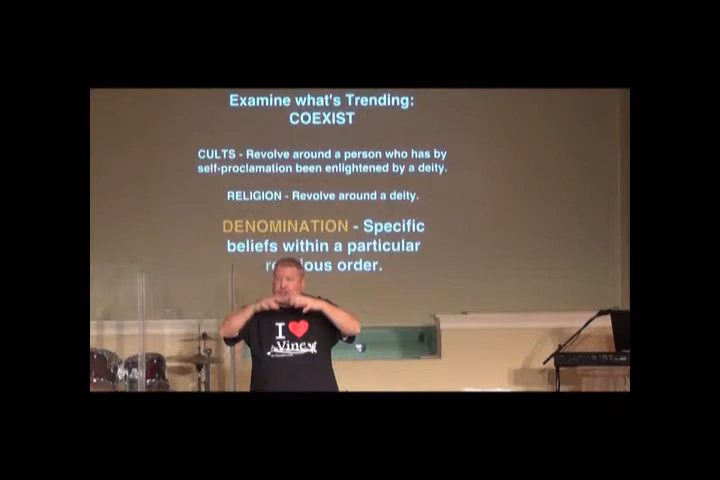 Examine what's Trending:
COEXIST
CULTS - Revolve around a person who has by
self-proclamation been enlightened by a deity.
RELIGION - Revolve around a deity.
DENOMINATION - Specific
beliefs within a particular
order.
I